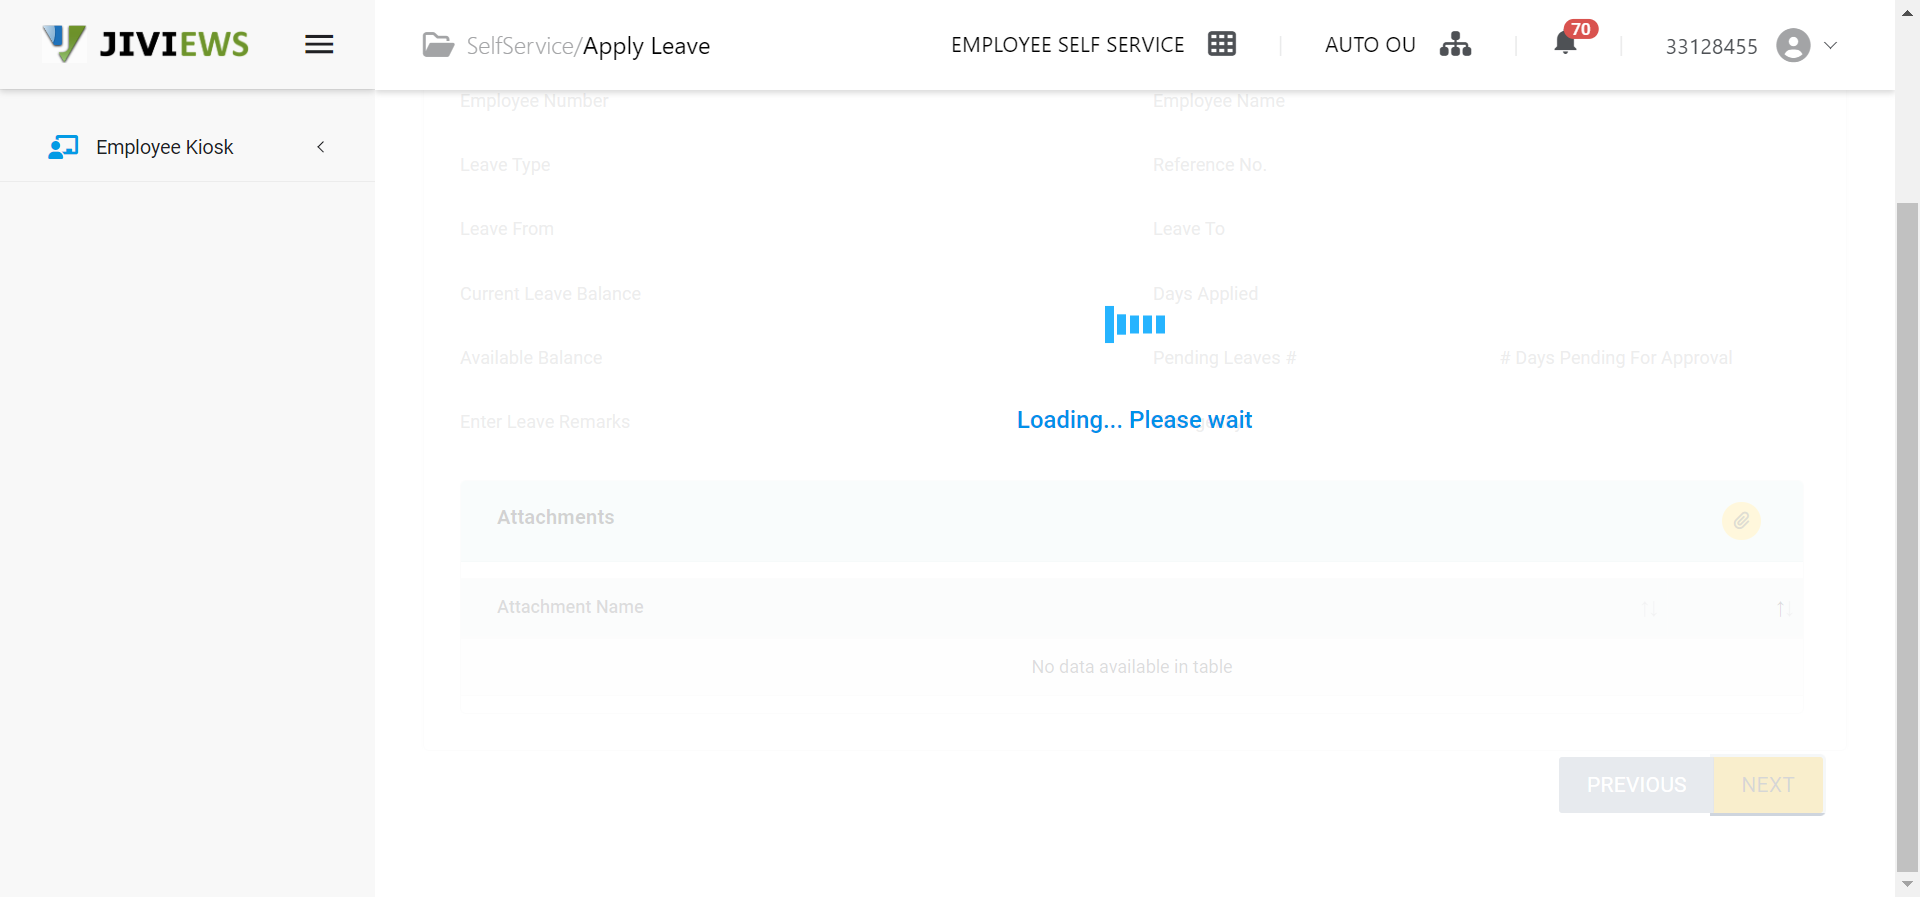 JIVIEWS
SelfService/Apply Leave
EMPLOYEE SELF SERVICE
AUTO OU
70
33128455
Employee Kiosk
Employee Number
Employee Name
Leave Type
Reference No.
Leave From
Leave To
Current Leave Balance
Days Applied
Available Balance
Pending Leaves #
# Days Pending For Approval
Enter Leave Remarks
Loading... Please wait
Attachments
Attachment Name
No data available in table
PREVIOUS
NEXT